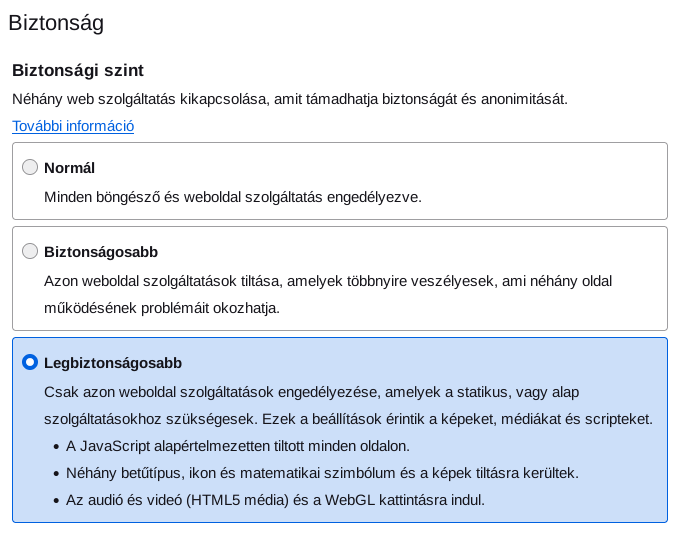 Biztonság
Biztonsági szint
Néhány web szolgáltatás kikapcsolása, amit támadhatja biztonságát és anonimitását.
További információ
Normál
Minden böngésző és weboldal szolgáltatás engedélyezve.
Biztonságosabb
Azon weboldal szolgáltatások tiltása, amelyek többnyire veszélyesek, ami néhány oldal
működésének problémáit okozhatja.
Legbiztonságosabb
Csak azon weboldal szolgáltatások engedélyezése, amelyek a statikus, vagy alap
szolgáltatásokhoz szükségesek. Ezek a beállítások érintik a képeket, médiákat és scripteket.
• A JavaScript alapértelmezetten tiltott minden oldalon.
• Néhány betűtípus, ikon és matematikai szimbólum és a képek tiltásra kerültek.
• Az audió és videó (HTML5 média) és a WebGL kattintásra indul.